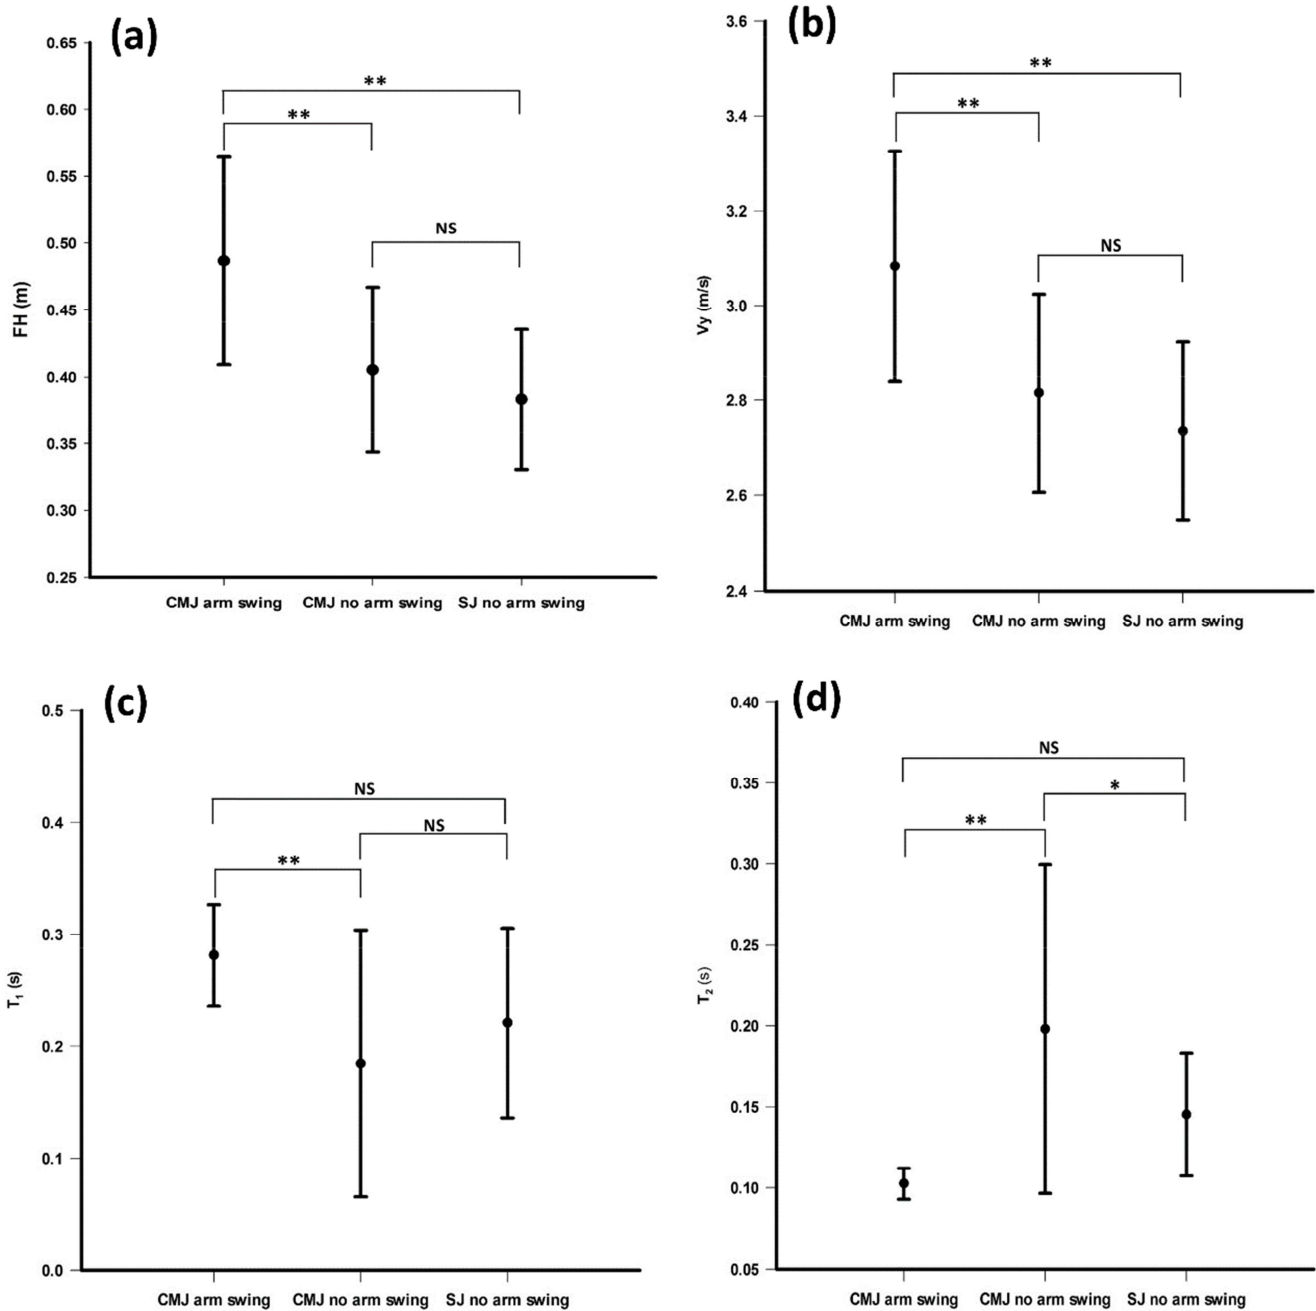 (a)
0.65
**
0.60
**
0.55
0.50
NS
0.45
FH (m)
0.40
0.35
0.30
0.25
CMJ arm swing CMJ no arm swing SJ no arm swing
(b)
3.6
**
3.4
**
3.2
NS
3.0
Vy (m/s)
2.8
2.6
2.4
CMJ arm swing CMJ no arm swing SJ no arm swing
(c)
0.5
NS
0.4
NS
**
0.3
T1 (s)
0.2
0.1
0.0
CMJ arm swing CMJ no arm swing SJ no arm swing
(d)
0.40
NS
0.35
*
**
0.30
0.25
T2 (s)
0.20
0.15
0.10
0.05
CMJ arm swing CMJ no arm swing SJ no arm swing